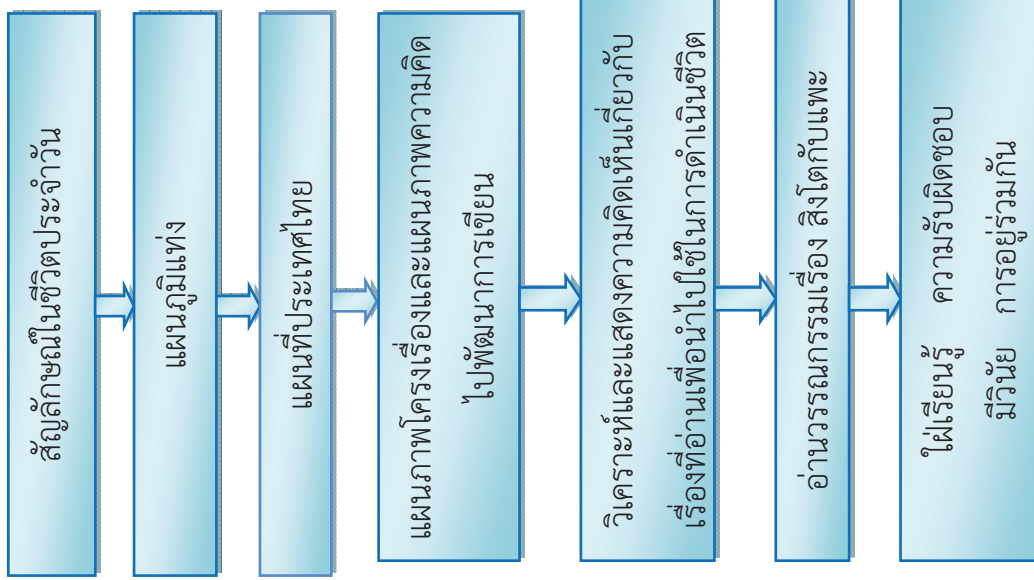 สัญลักษณ์ในชีวิตประจำวัน
แผนภูมิแท่ง
แผนที่ประเทศไทย
แผนภาพโครงเรื่องและแผนภาพความคิด
ไปพัฒนาการเขียน
วิเคราะห์และแสดงความคิดเห็นเกี่ยวกับ
เรื่องที่อ่านเพื่อนำไปใช้ในการดำเนินชีวิต
อ่านวรรณกรรมเรื่อง สิงโตกับแพะ
ใฝ่เรียนรู้ ความรับผิดชอบ
มีวินัย การอยู่ร่วมกัน